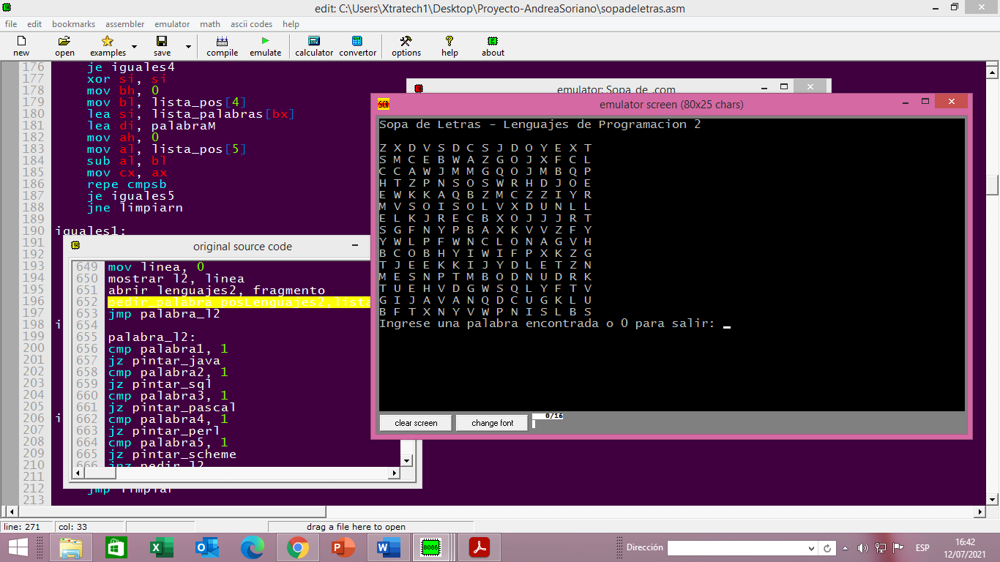 edit: C:\Users\Xtratech1\Desktop\Proyecto-AndreaSoriano\sopadeletras.asm
file edit bookmarks assembler emulator math ascii codes help
new open examples save compile emulate calculator convertor options help about
176 je iguales4
177 xor si, si
178 mov bh, 0
179 mov bl, lista_pos[4]
180 lea si, lista_palabras[bx]
181 lea di, palabraM
182 mov ah, 0
183 mov al, lista_pos[5]
184 sub al, bl
185 mov cx, ax
186 repe cmpsb
187 je iguales5
188 jne limpiarn
189
190 iguales1:
191
192
193
194
195
196
197
198 i
199
200
201
202
203
204
205
206 i
207
208
209
210
211
212 jmp limpiar
213
original source code
649 mov linea, 0
650 mostrar l2, linea
651 abrir lenguajes2, fragmento
652 pedir_palabra posLenguajes2,lista
653 jmp palabra_l2
654
655 palabra_l2:
656 cmp palabra1, 1
657 jz pintar_java
658 cmp palabra2, 1
659 jz pintar_sql
660 cmp palabra3, 1
661 jz pintar_pascal
662 cmp palabra4, 1
663 jz pintar_perl
664 cmp palabra5, 1
665 jz pintar_scheme
666 jnz pedir_l2
emulator: Sopa_de_.com
SCR emulator screen (80x25 chars)
Sopa de Letras - Lenguajes de Programacion 2
Z X D V S D C S J D O Y E X T
S M C E B W A Z G O J X F C L
C C A W J M M G Q O J M B Q P
H T Z P N S O S W R H D J O E
E W K K A Q B Z M C Z Z I Y R
M V S O I S O L V X D U N L L
E L K J R E C B X O J J J R T
S G F N Y P B A X K V V Z F Y
Y W L P F W N C L O N A G V H
B C O B H Y I W I F P X K Z G
T J E E K K I J Y D L E T Z N
M E S N P T M B O D N U D R K
T U E H V D G W S Q L Y F T V
G I J A V A N Q D C U G K L U
B F T X N Y V W P N I S L B S
Ingrese una palabra encontrada o 0 para salir: _
clear screen change font 0/16
line: 271 col: 33 drag a file here to open
8086
Dirección
ESP
16:42
12/07/2021